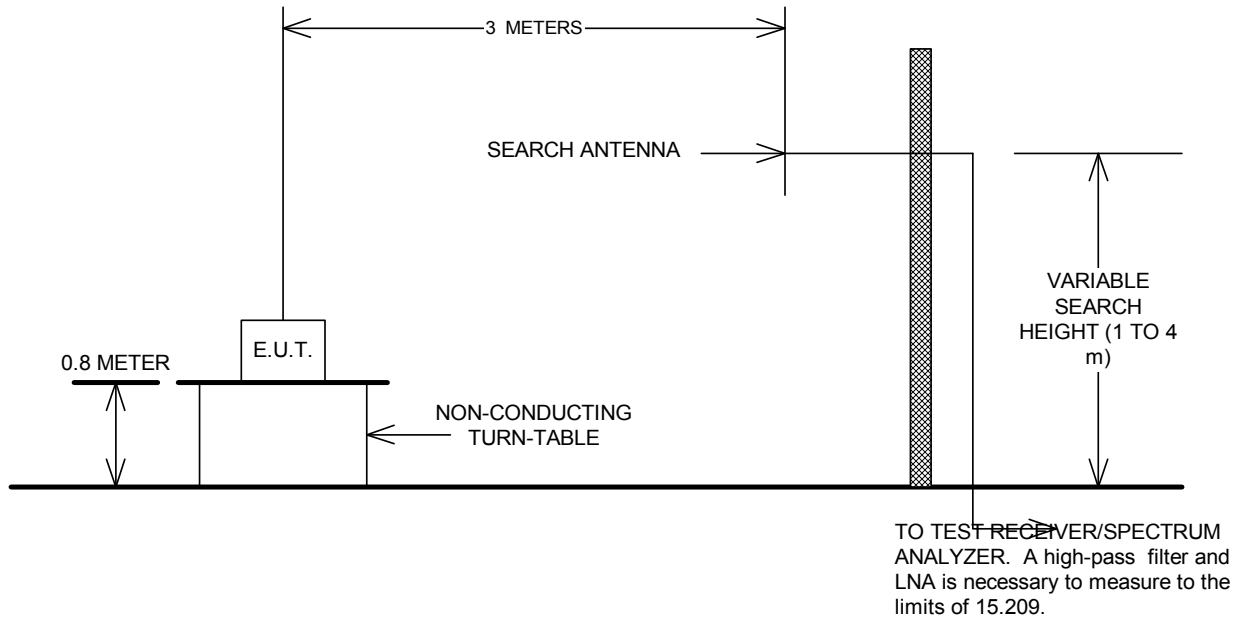 3 METERS
SEARCH ANTENNA
VARIABLE
SEARCH
HEIGHT (1 TO 4
m)
E.U.T.
0.8 METER
NON-CONDUCTING
TURN-TABLE
TO TEST RECEIVER/SPECTRUM
ANALYZER. A high-pass filter and
LNA is necessary to measure to the
limits of 15.209.